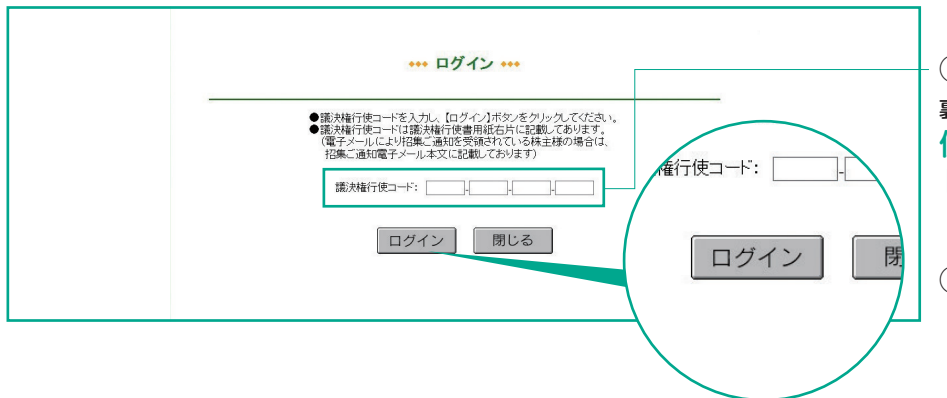 ◆◆◆ ログイン ◆◆◆
●議決権行使コードを入力し、【ログイン】ボタンをクリックしてください。
●議決権行使コードは議決権行使書用紙右片に記載してあります。
(電子メールにより招集ご通知を受領されている株主様の場合は、
招集ご通知電子メール本文に記載しております)
議決権行使コード: - - -
ログイン 閉じる
権行使コード: -
ログイン 閉